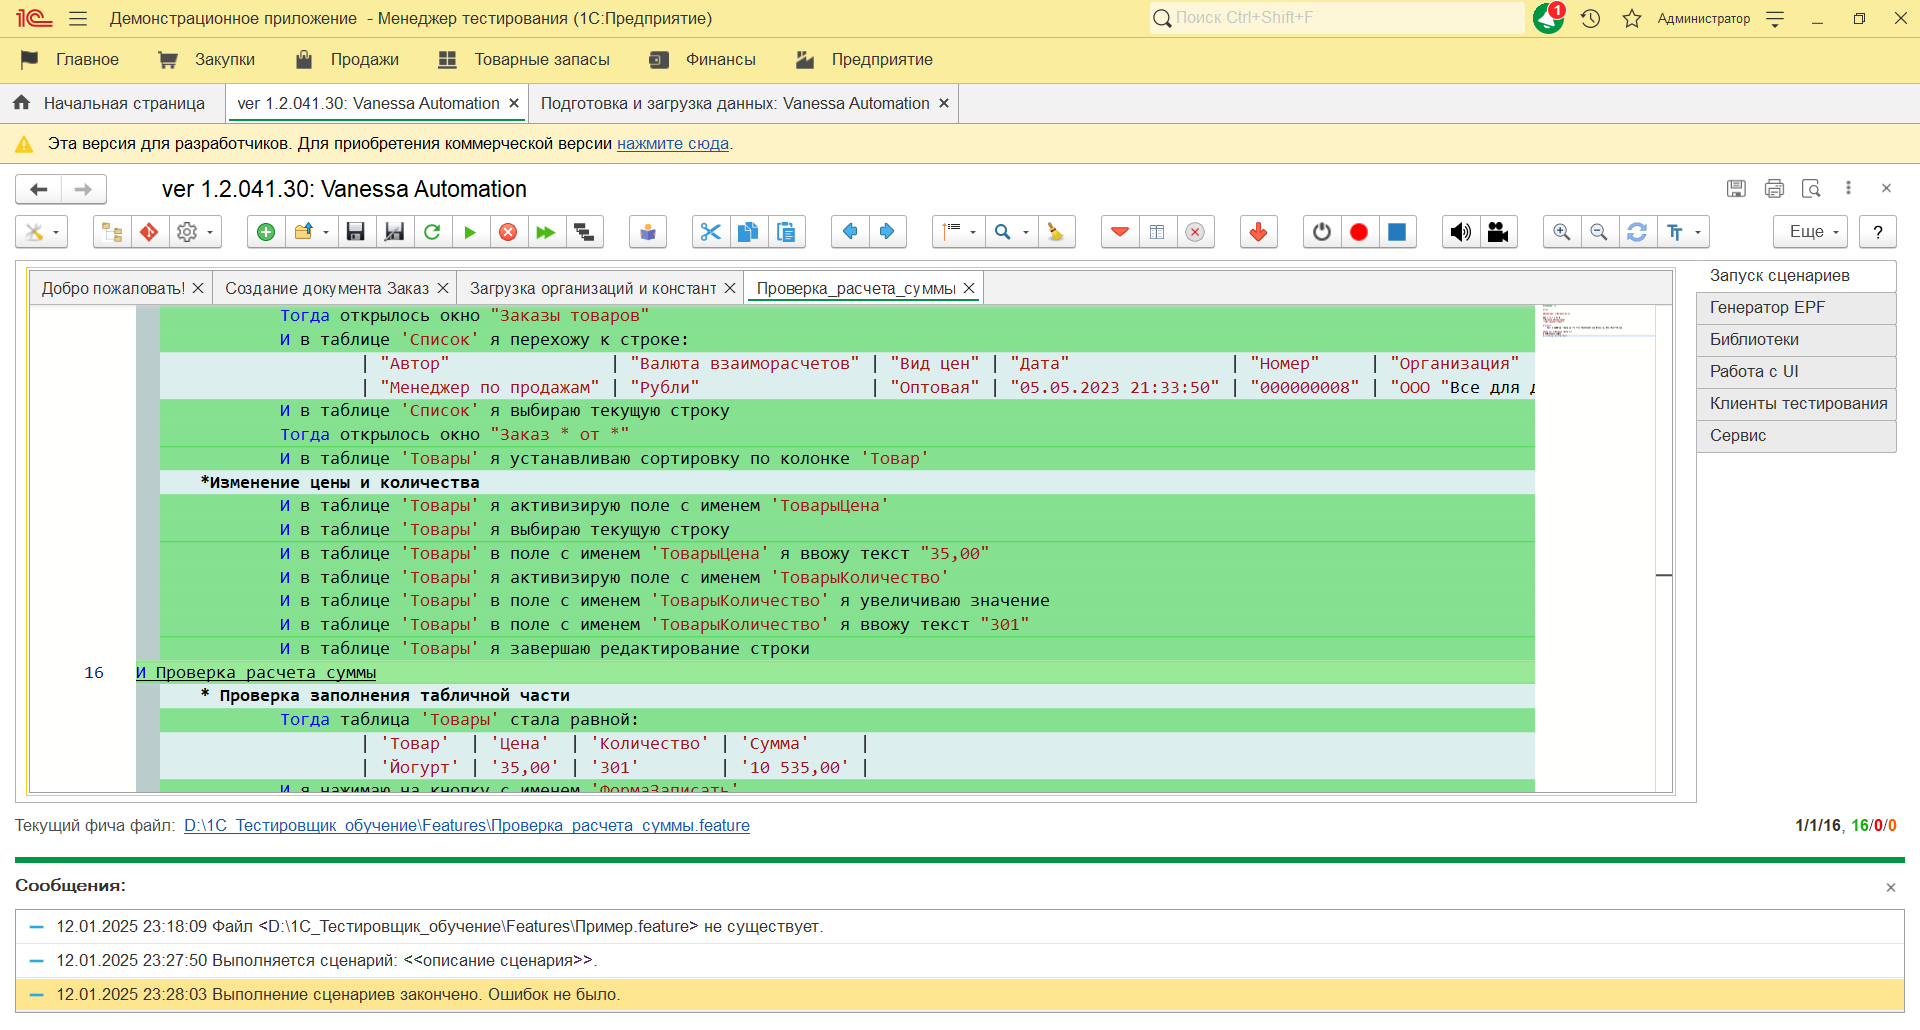 Демонстрационное приложение - Менеджер тестирования (1С:Предприятие)
Поиск Ctrl+Shift+F
1
Администратор
Главное
Закупки
Продажи
Товарные запасы
Финансы
Предприятие
Начальная страница
ver 1.2.041.30: Vanessa Automation ×
Подготовка и загрузка данных: Vanessa Automation ×
Эта версия для разработчиков. Для приобретения коммерческой версии нажмите сюда.
ver 1.2.041.30: Vanessa Automation
Еще
?
Добро пожаловать!
Создание документа Заказ
Загрузка организаций и констант
Проверка_расчета_суммы
Запуск сценариев
Генератор EPF
Библиотеки
Работа с UI
Клиенты тестирования
Сервис
Тогда открылось окно "Заказы товаров"
И в таблице 'Список' я перехожу к строке:
| "Автор" | "Валюта взаиморасчетов" | "Вид цен" | "Дата" | "Номер" | "Организация"
| "Менеджер по продажам" | "Рубли" | "Оптовая" | "05.05.2023 21:33:50" | "000000008" | "ООО "Все для
И в таблице 'Список' я выбираю текущую строку
Тогда открылось окно "Заказ * от *"
И в таблице 'Товары' я устанавливаю сортировку по колонке 'Товар'
*Изменение цены и количества
И в таблице 'Товары' я активизирую поле с именем 'ТоварыЦена'
И в таблице 'Товары' я выбираю текущую строку
И в таблице 'Товары' в поле с именем 'ТоварыЦена' я ввожу текст "35,00"
И в таблице 'Товары' я активизирую поле с именем 'ТоварыКоличество'
И в таблице 'Товары' в поле с именем 'ТоварыКоличество' я увеличиваю значение
И в таблице 'Товары' в поле с именем 'ТоварыКоличество' я ввожу текст "301"
И в таблице 'Товары' я завершаю редактирование строки
16 И Проверка расчета суммы
* Проверка заполнения табличной части
Тогда таблица 'Товары' стала равной:
| 'Товар' | 'Цена' | 'Количество' | 'Сумма' |
| 'Йогурт' | '35,00' | '301' | '10 535,00' |
И я нажимаю на кнопку с именем 'ФормаЗаписать'
Текущий фича файл: D:\1С_Тестировщик_обучение\Features\Проверка_расчета_суммы.feature
1/1/16, 16/0/0
Сообщения:
12.01.2025 23:18:09 Файл <D:\1С_Тестировщик_обучение\Features\Пример.feature> не существует.
12.01.2025 23:27:50 Выполняется сценарий: <<описание сценария>>.
12.01.2025 23:28:03 Выполнение сценариев закончено. Ошибок не было.